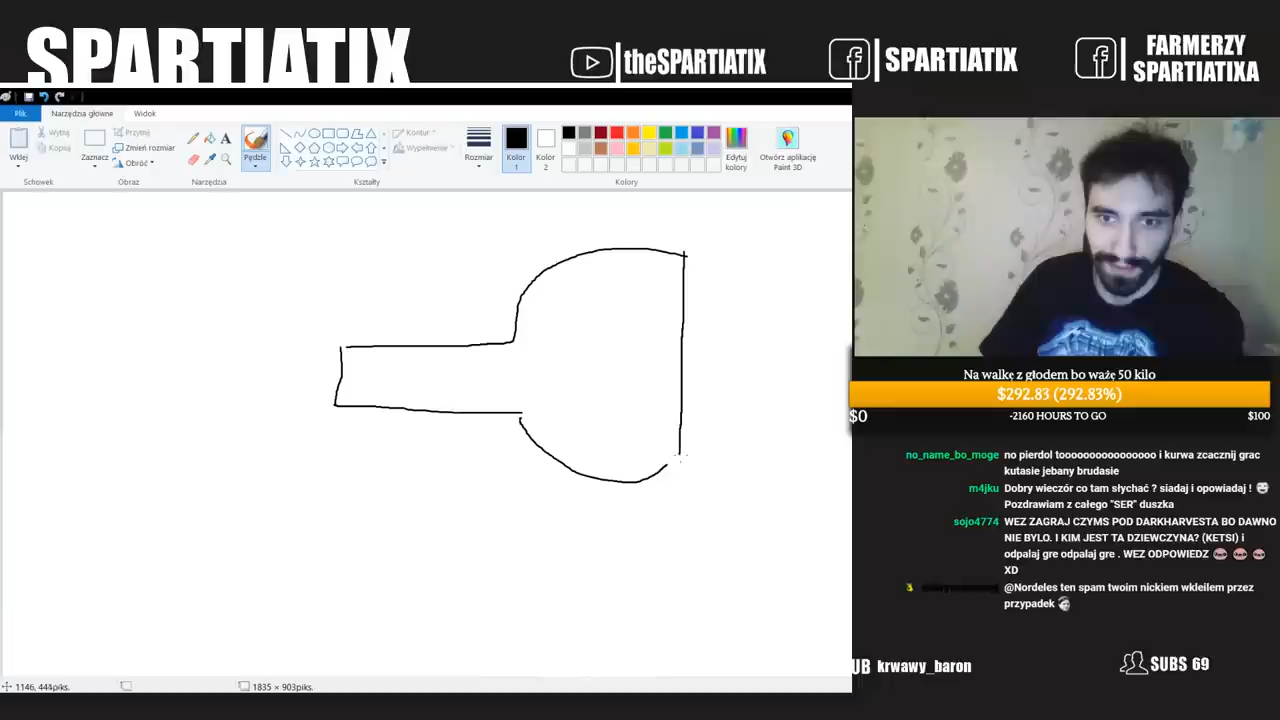 SPARTIATIX
theSPARTIATIX
SPARTIATIX
FARMERZY
SPARTIATIXA
Plik
Narzędzia główne
Widok
Wklej
Wytnij
Kopiuj
Schowek
Zaznacz
Przytnij
Zmień rozmiar
Obróć
Obraz
A
Narzędzia
Pędzle
Kontur
Wypełnienie
Kształty
Rozmiar
Kolor
1
Kolor
2
Edytuj
kolory
Kolory
Otwórz aplikację
Paint 3D
Na walkę z głodem bo ważę 50 kilo
$292.83 (292.83%)
$0
-2160 HOURS TO GO
$100
no_name_bo_moge no pierdol toooooooooooooooo i kurwa zcacznij grac
kutasie jebany brudasie
m4jku Dobry wieczór co tam słychać ? siadaj i opowiadaj !
Pozdrawiam z całego "SER" duszka
sojo4774 WEZ ZAGRAJ CZYMS POD DARKHARVESTA BO DAWNO
NIE BYLO. I KIM JEST TA DZIEWCZYNA? (KETSI) i
odpalaj gre odpalaj gre . WEZ ODPOWIEDZ
XD
@Nordeles ten spam twoim nickiem wkleilem przez
przypadek
UB krwawy_baron
SUBS 69
1146, 444piks.
1835 × 903piks.